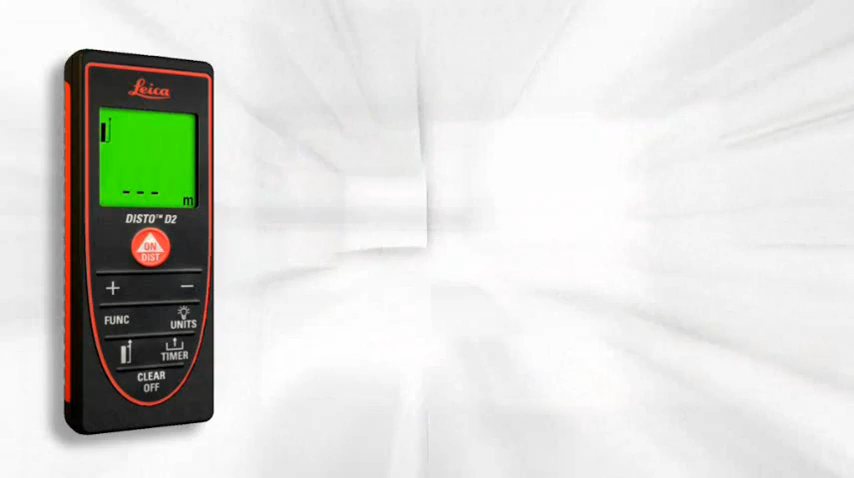 Leica
- - -
m
DISTO™ D2
ON
DIST
+ −
FUNC
UNITS
TIMER
CLEAR
OFF